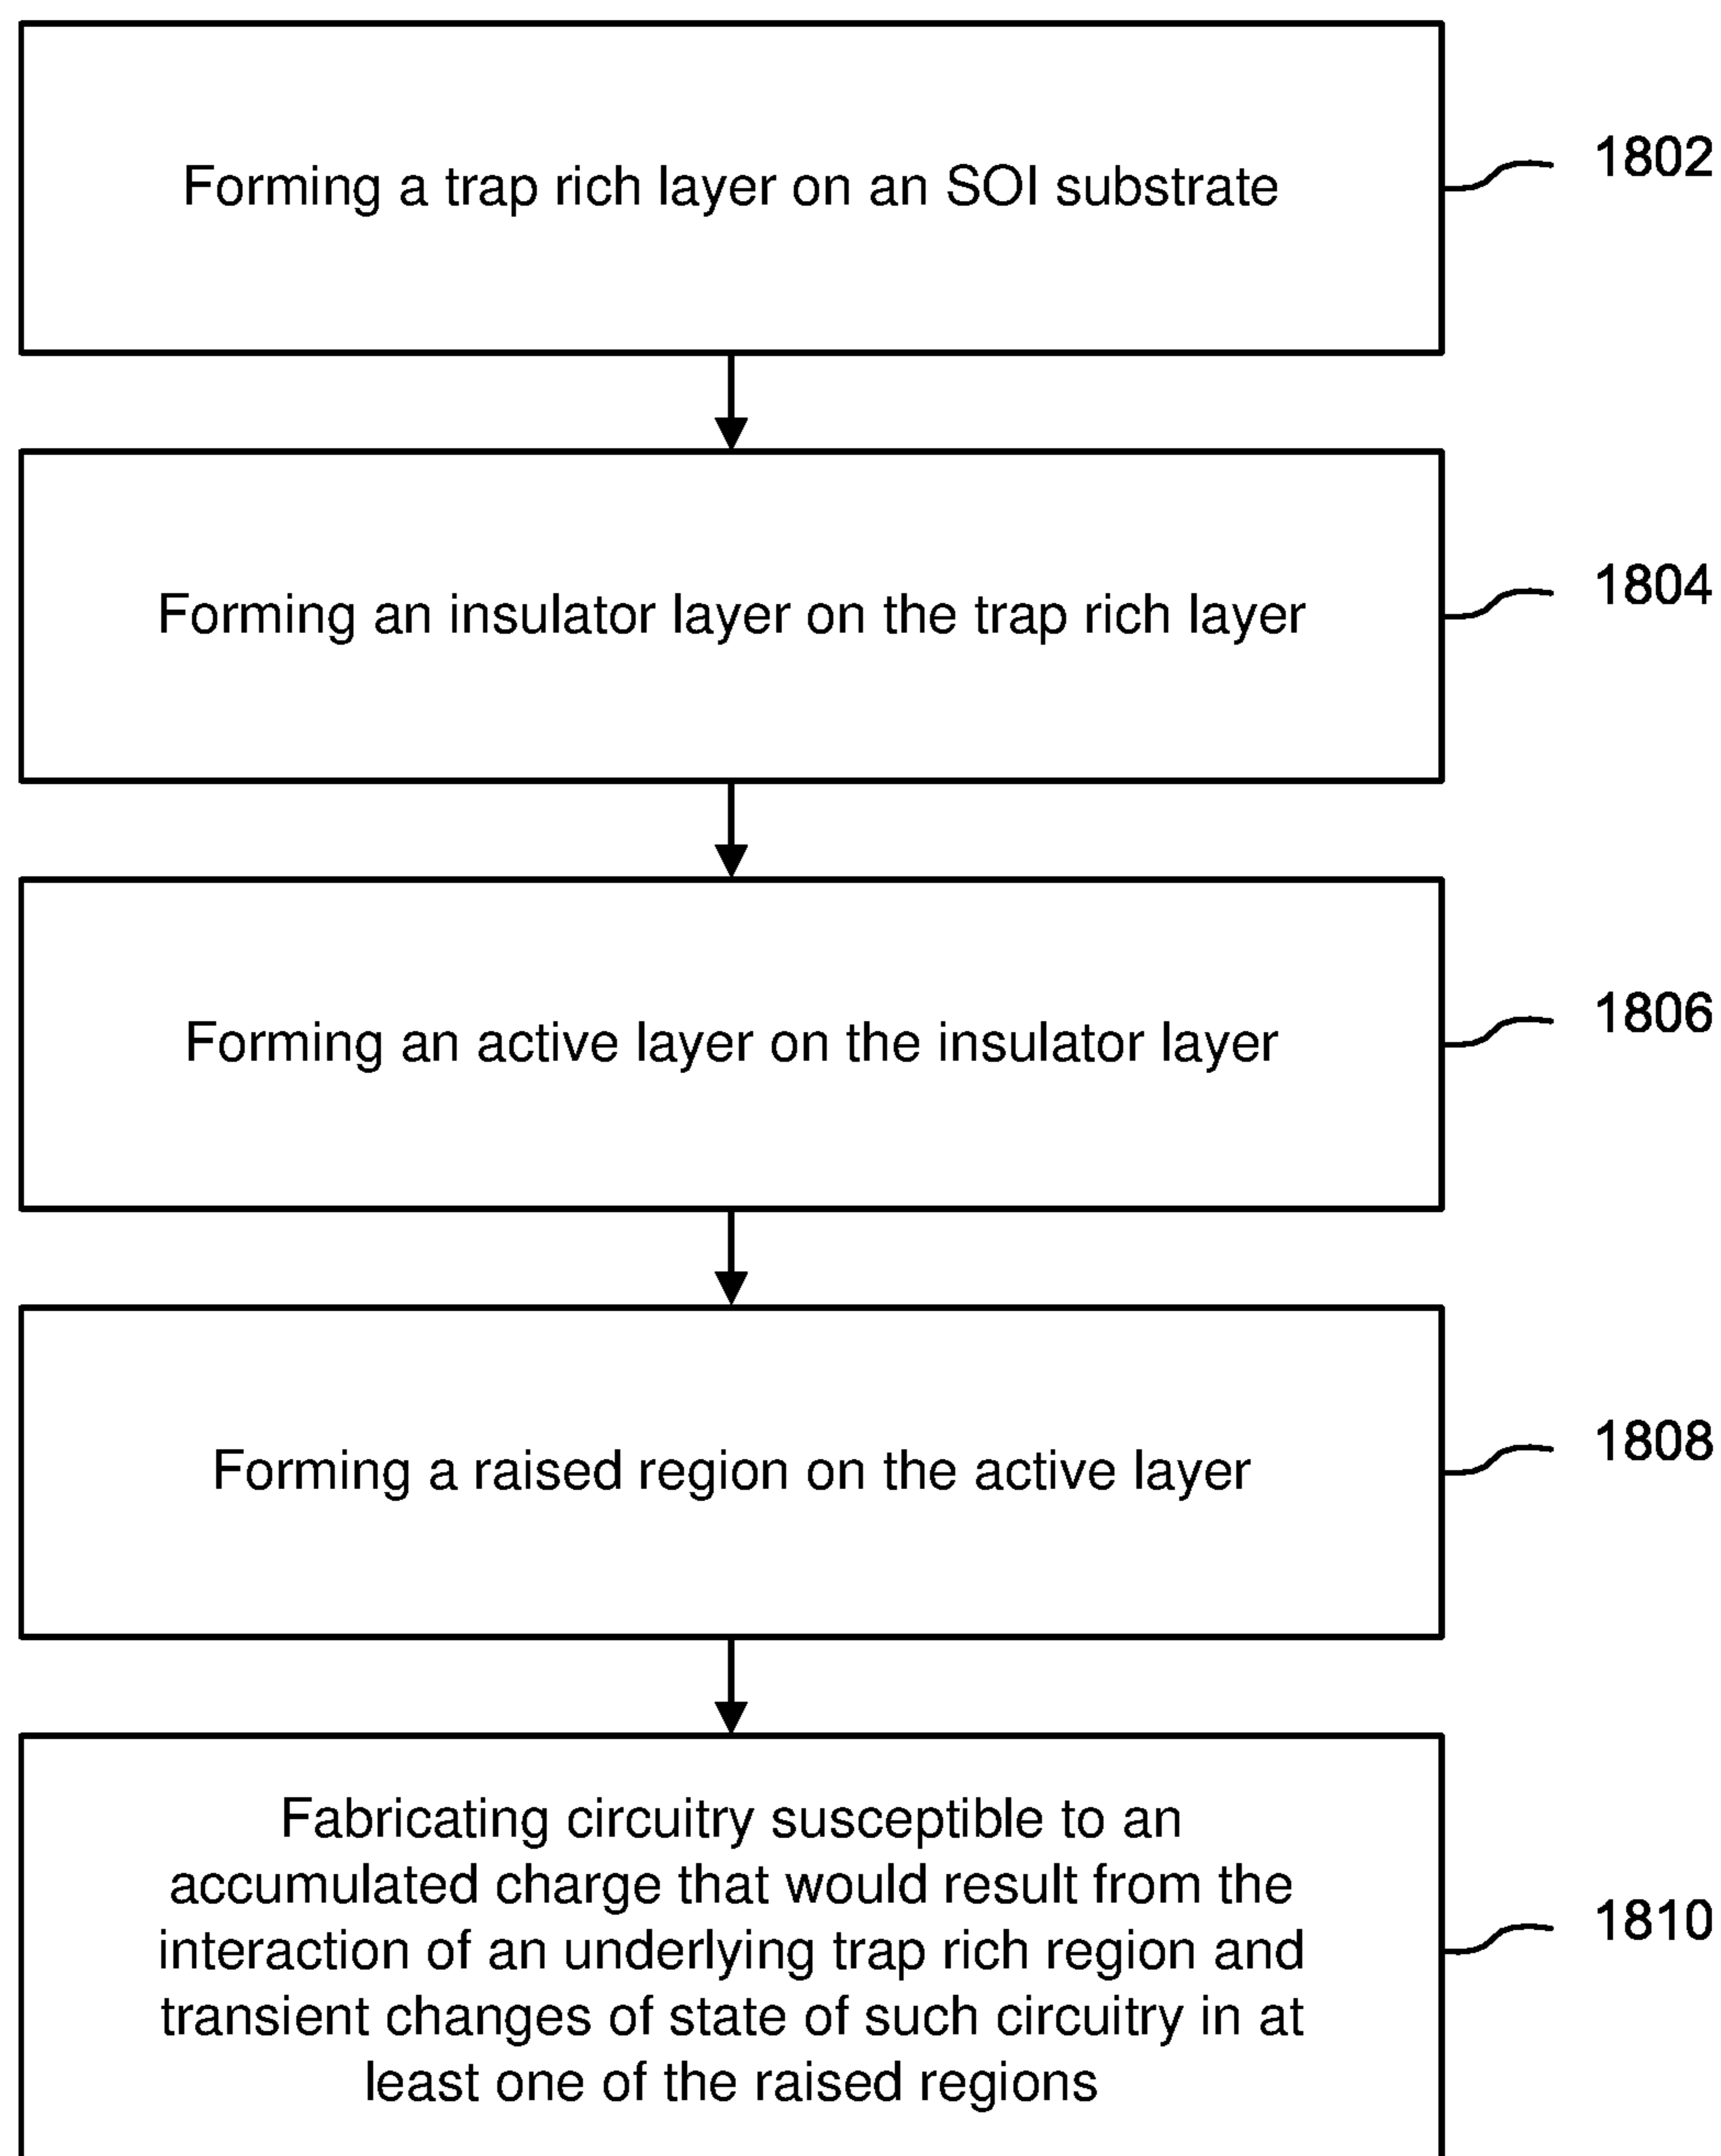 Forming a trap rich layer on an SOI substrate
1802
Forming an insulator layer on the trap rich layer
1804
Forming an active layer on the insulator layer
1806
Forming a raised region on the active layer
1808
Fabricating circuitry susceptible to an
accumulated charge that would result from the
interaction of an underlying trap rich region and
transient changes of state of such circuitry in at
least one of the raised regions
1810